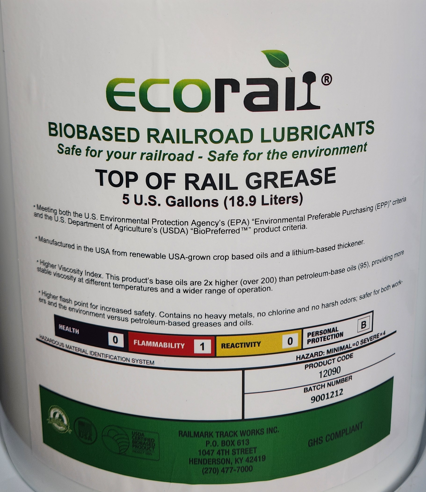 ecorail®
BIOBASED RAILROAD LUBRICANTS
Safe for your railroad - Safe for the environment
TOP OF RAIL GREASE
5 U.S. Gallons (18.9 Liters)
• Meeting both the U.S. Environmental Protection Agency's (EPA) "Environmental Preferable Purchasing (EPP)" criteria
and the U.S. Department of Agriculture's (USDA) "BioPreferred™" product criteria.
• Manufactured in the USA from renewable USA-grown crop based oils and a lithium-based thickener.
• Higher Viscosity Index. This product's base oils are 2x higher (over 200) than petroleum-base oils (95), providing more
stable viscosity at different temperatures and a wider range of operation.
• Higher flash point for increased safety. Contains no heavy metals, no chlorine and no harsh odors; safer for both work-
ers and the environment versus petroleum-based greases and oils.
HEALTH 0 FLAMMABILITY 1 REACTIVITY 0 PERSONAL PROTECTION B
HAZARDOUS MATERIAL IDENTIFICATION SYSTEM
HAZARD: MINIMAL=0 SEVERE=4
PRODUCT CODE
12090
BATCH NUMBER
9001212
RAILMARK TRACK WORKS INC.
P.O. BOX 613
1047 4TH STREET
HENDERSON, KY 42419
(270) 477-7000
GHS COMPLIANT